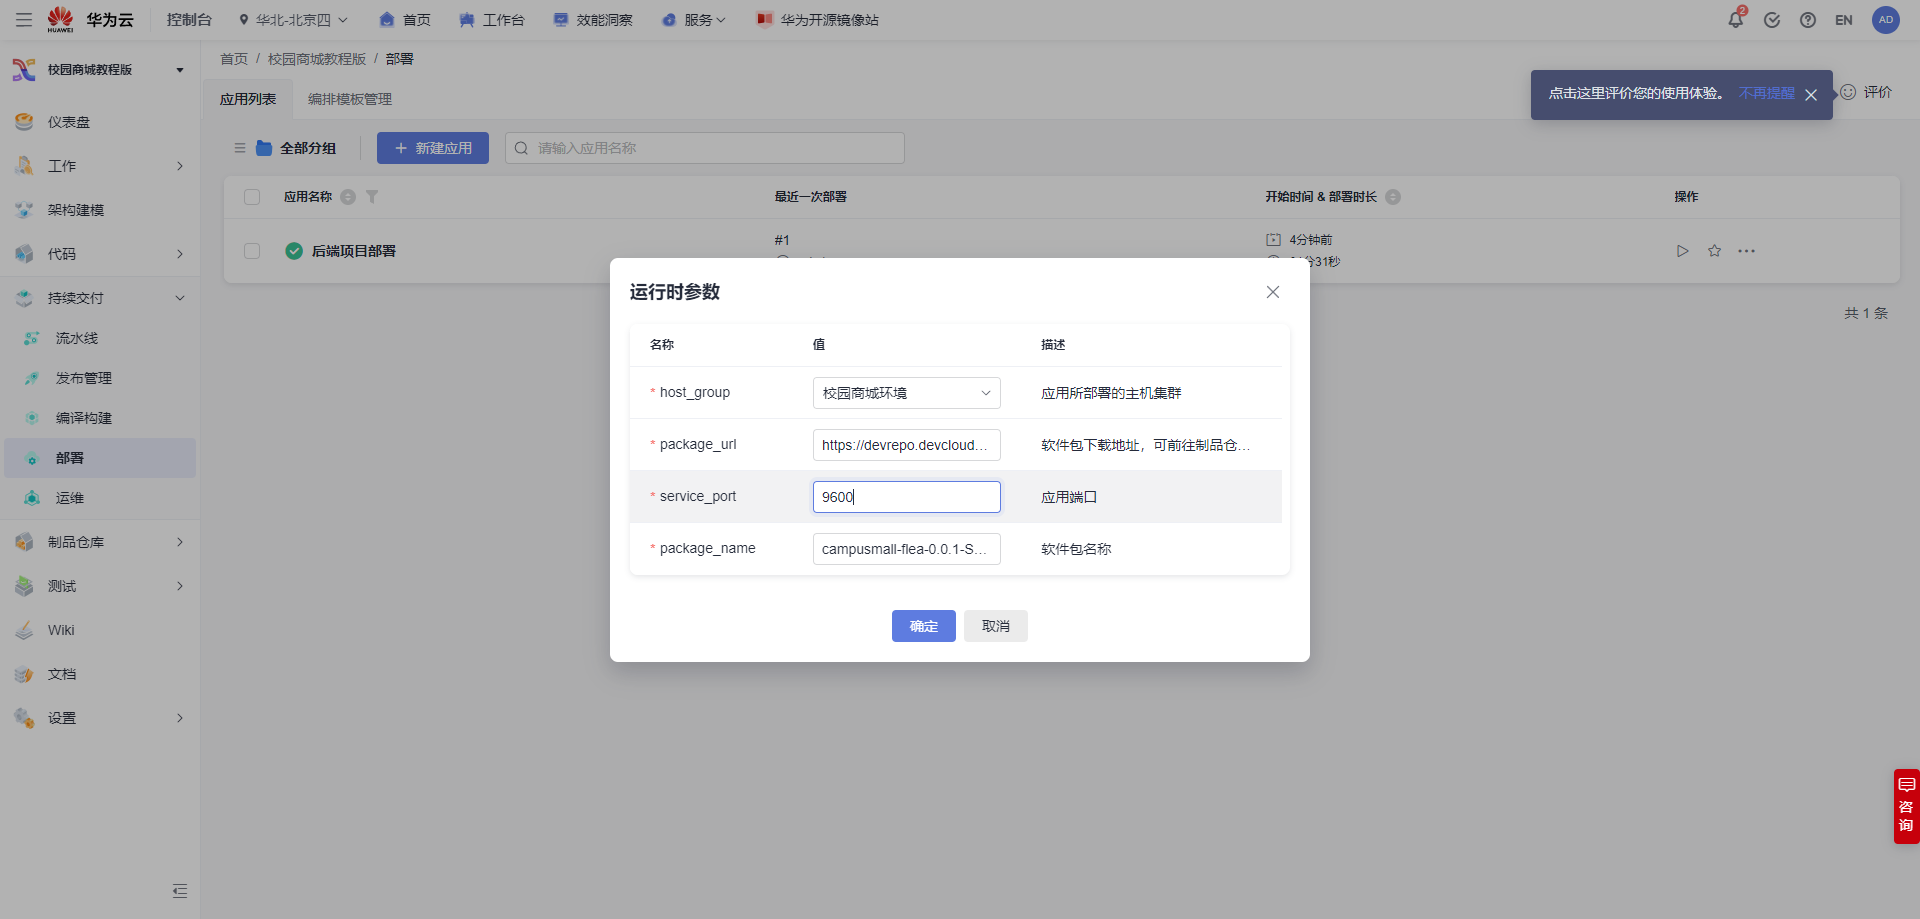 HUAWEI 华为云 控制台 华北-北京四 首页 工作台 效能洞察 服务 华为开源镜像站 2 EN AD
校园商城教程版
仪表盘
工作
架构建模
代码
持续交付
流水线
发布管理
编译构建
部署
运维
制品仓库
测试
Wiki
文档
设置
首页 / 校园商城教程版 / 部署
应用列表 编排模板管理
点击这里评价您的使用体验。 不再提醒 评价
全部分组 新建应用 请输入应用名称
应用名称 最近一次部署 开始时间 & 部署时长 操作
后端项目部署 #1 4分钟前
分31秒
共 1 条
运行时参数
名称 值 描述
* host_group 校园商城环境 应用所部署的主机集群
* package_url https://devrepo.devcloud... 软件包下载地址，可前往制品仓...
* service_port 9600 应用端口
* package_name campusmall-flea-0.0.1-S... 软件包名称
确定 取消
咨
询